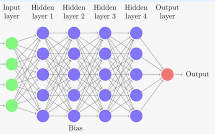 Input Hidden Hidden Hidden Hidden Output
layer layer 1 layer 2 layer 3 layer 4 layer
Output
Bias